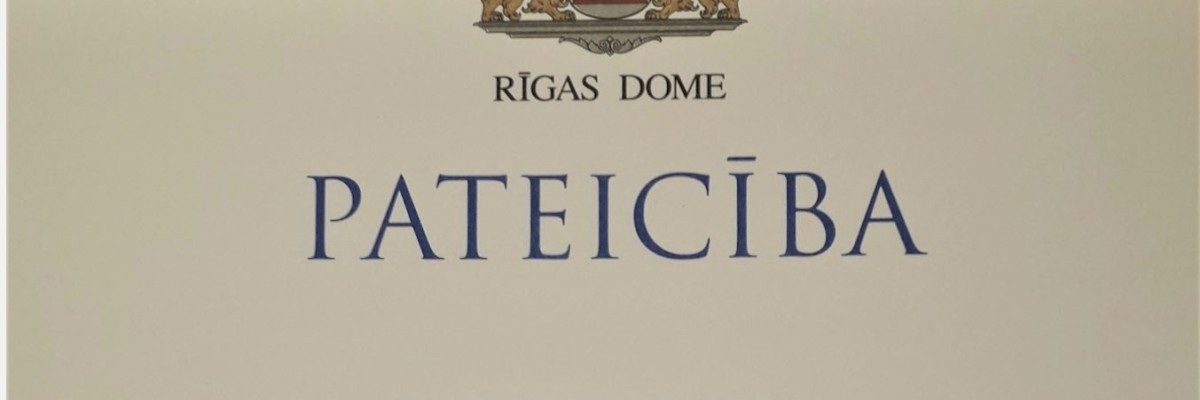 RĪGAS DOME
PATEICĪBA